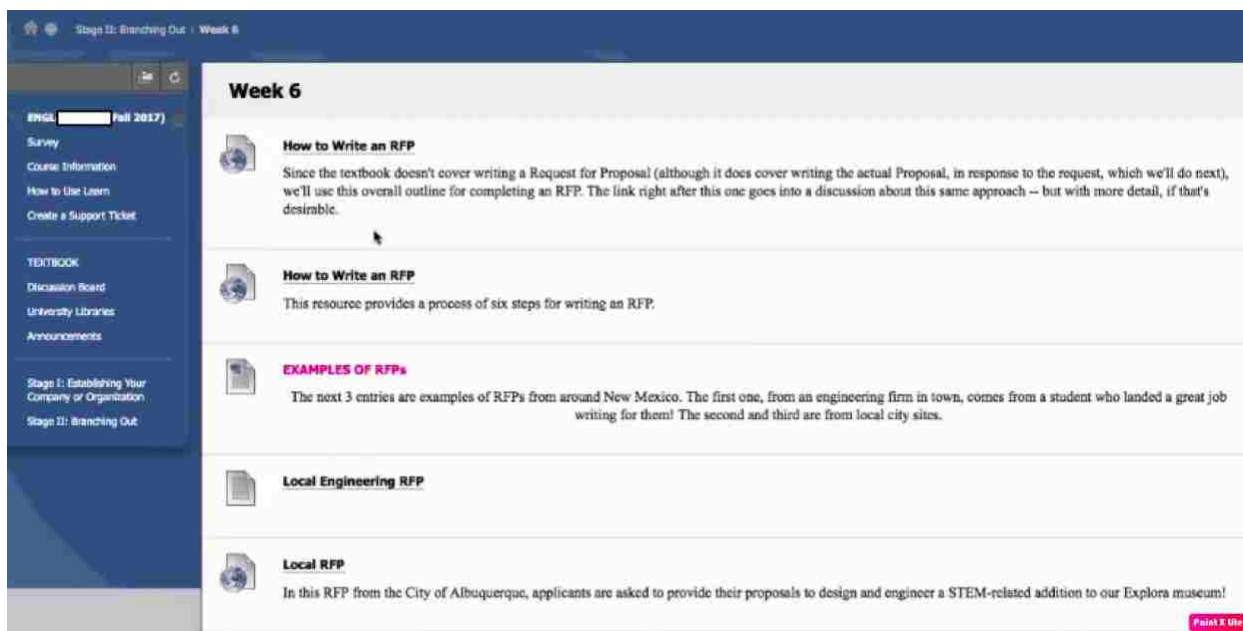 Stage II: Branching Out
Week 6
ENGL
Fall 2017)
Survey
Course Information
How to Use Learn
Create a Support Ticket
TEXTBOOK
Discussion Board
University Libraries
Announcements
Stage I: Establishing Your
Company or Organization
Stage II: Branching Out
Week 6
How to Write an RFP
Since the textbook doesn't cover writing a Request for Proposal (although it does cover writing the actual Proposal, in response to the request, which we'll do next),
we'll use this overall outline for completing an RFP. The link right after this one goes into a discussion about this same approach -- but with more detail, if that's
desirable.
How to Write an RFP
This resource provides a process of six steps for writing an RFP.
EXAMPLES OF RFPs
The next 3 entries are examples of RFPs from around New Mexico. The first one, from an engineering firm in town, comes from a student who landed a great job
writing for them! The second and third are from local city sites.
Local Engineering RFP
Local RFP
In this RFP from the City of Albuquerque, applicants are asked to provide their proposals to design and engineer a STEM-related addition to our Explora museum!
Paint X